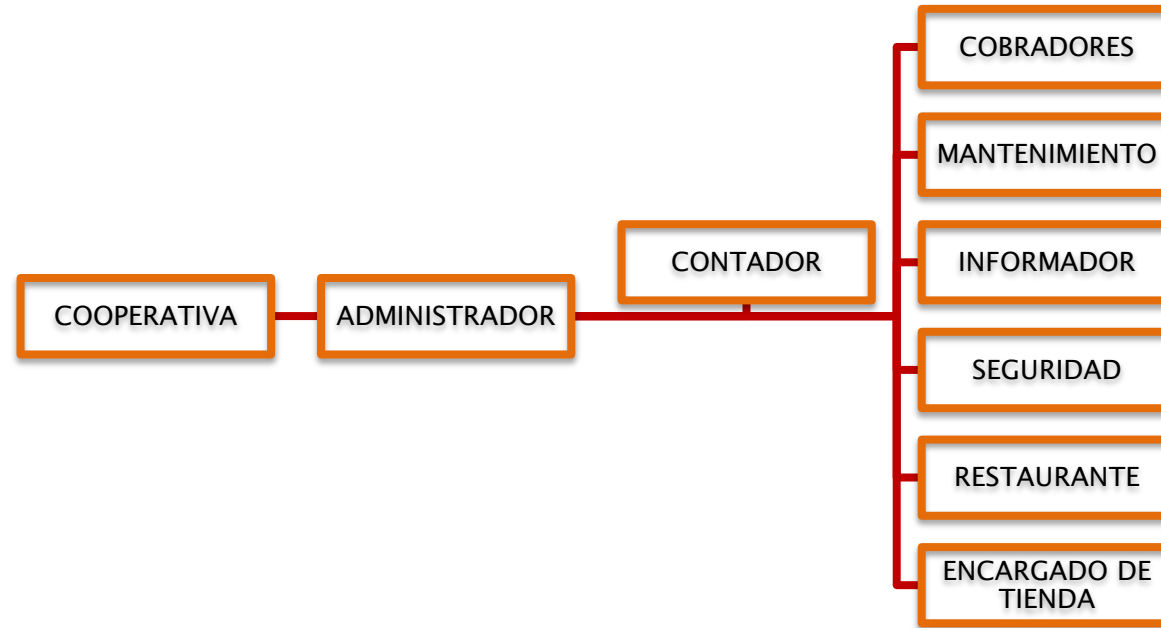 COOPERATIVA
ADMINISTRADOR
CONTADOR
COBRADORES
MANTENIMIENTO
INFORMADOR
SEGURIDAD
RESTAURANTE
ENCARGADO DE
TIENDA